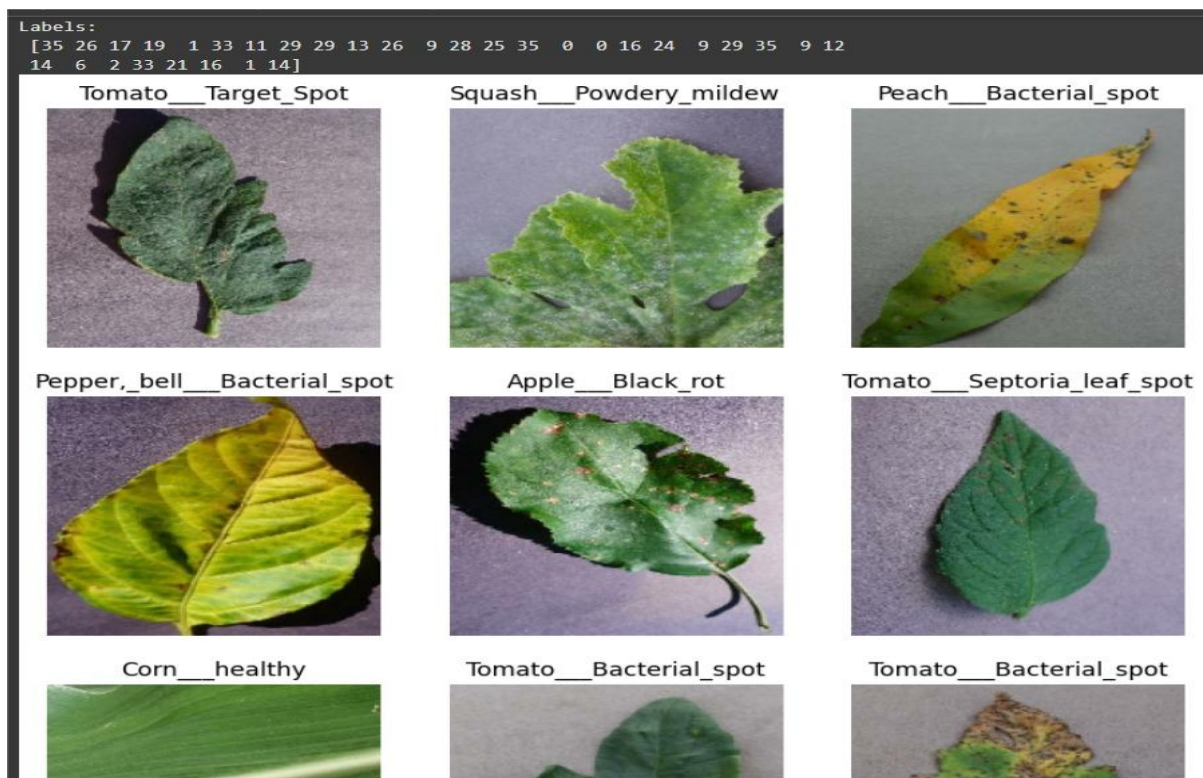 Labels:
[35 26 17 19 1 33 11 29 29 13 26 9 28 25 35 0 0 16 24 9 29 35 9 12
14 6 2 33 21 16 1 14]
Tomato___Target_Spot Squash___Powdery_mildew Peach___Bacterial_spot
Pepper,_bell___Bacterial_spot Apple___Black_rot Tomato___Septoria_leaf_spot
Corn___healthy Tomato___Bacterial_spot Tomato___Bacterial_spot